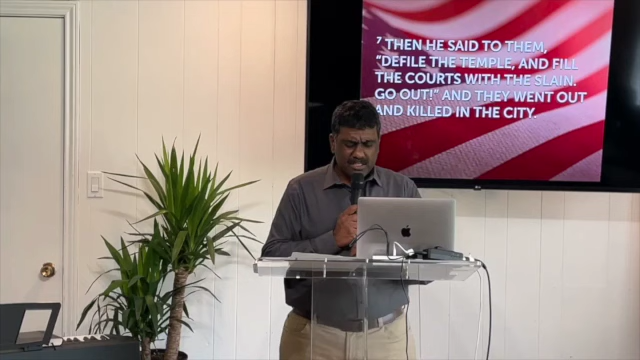 ⁷ THEN HE SAID TO THEM,
"DEFILE THE TEMPLE, AND FILL
THE COURTS WITH THE SLAIN.
GO OUT!" AND THEY WENT OUT
AND KILLED IN THE CITY.